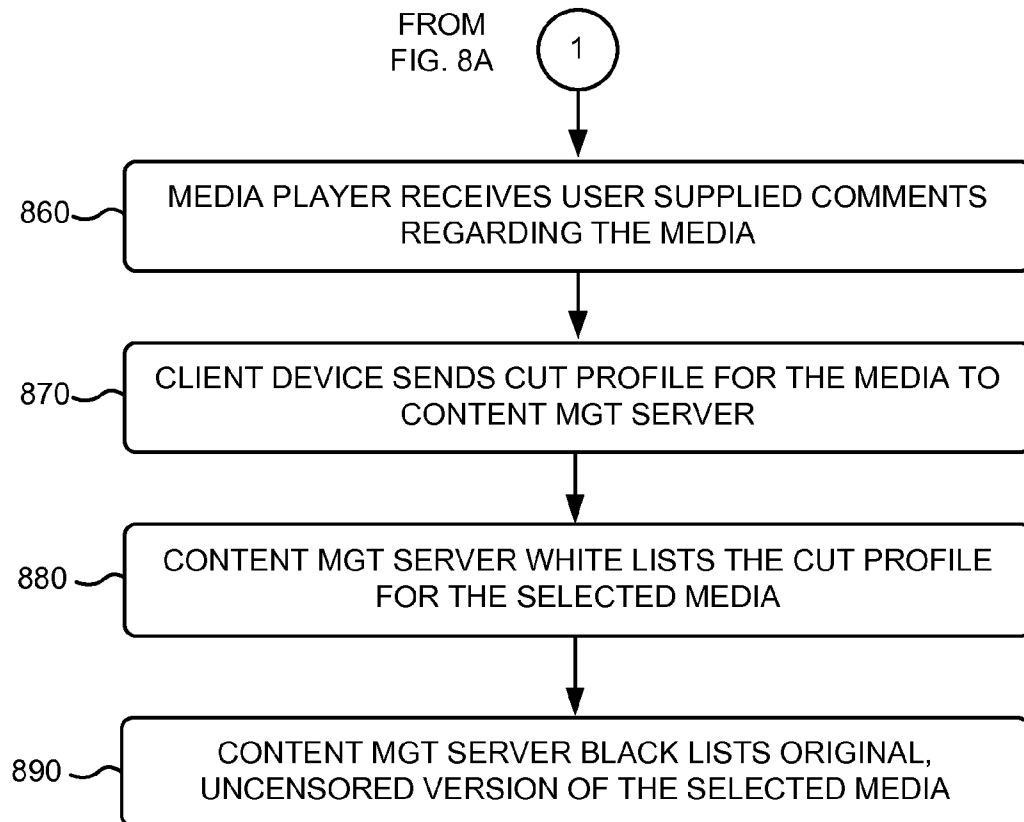 FROM
FIG. 8A
1
860
MEDIA PLAYER RECEIVES USER SUPPLIED COMMENTS
REGARDING THE MEDIA
870
CLIENT DEVICE SENDS CUT PROFILE FOR THE MEDIA TO
CONTENT MGT SERVER
880
CONTENT MGT SERVER WHITE LISTS THE CUT PROFILE
FOR THE SELECTED MEDIA
890
CONTENT MGT SERVER BLACK LISTS ORIGINAL,
UNCENSORED VERSION OF THE SELECTED MEDIA